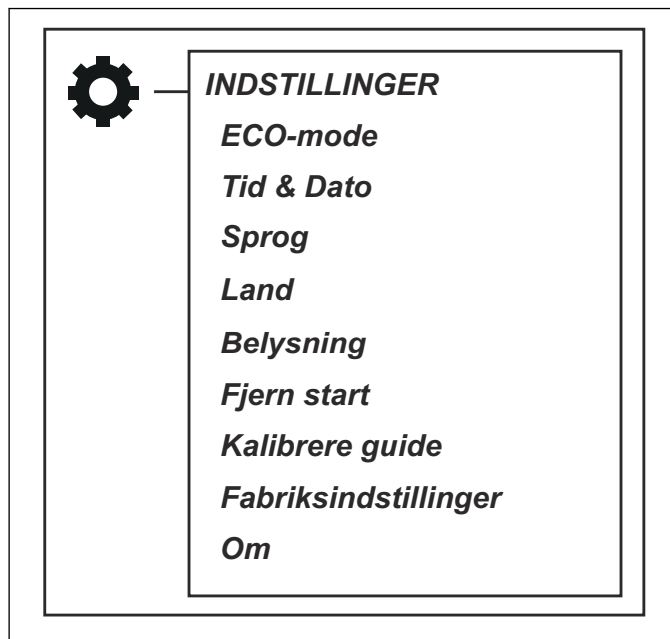 INDSTILLINGER
ECO-mode
Tid & Dato
Sprog
Land
Belysning
Fjern start
Kalibrere guide
Fabriksindstillinger
Om